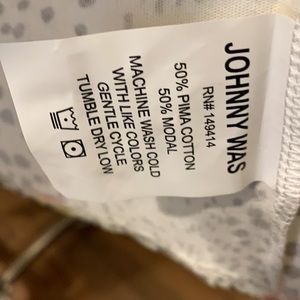 JOHNNY WAS
RN# 149414
50% PIMA COTTON
50% MODAL
MACHINE WASH COLD
WITH LIKE COLORS
GENTLE CYCLE
TUMBLE DRY LOW